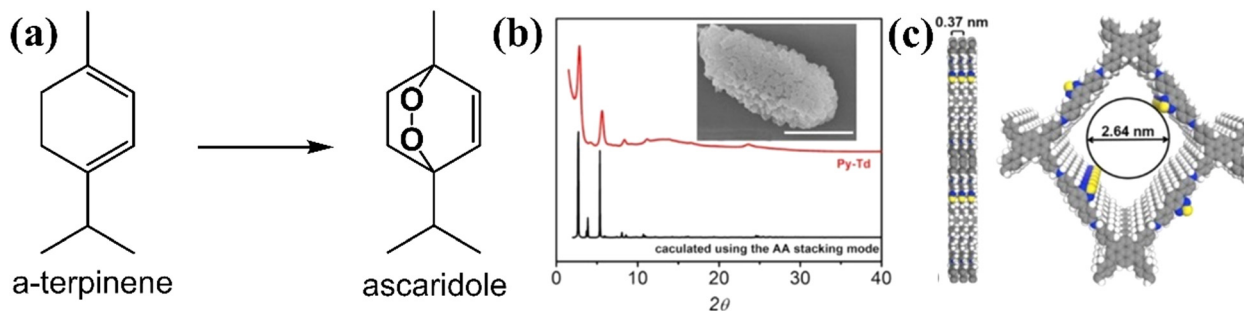 (a)
O
O
a-terpinene
ascaridole
(b)
Py-Td
caculated using the AA stacking mode
0 5 10 20 30 40
2θ
(c)
0.37 nm
2.64 nm